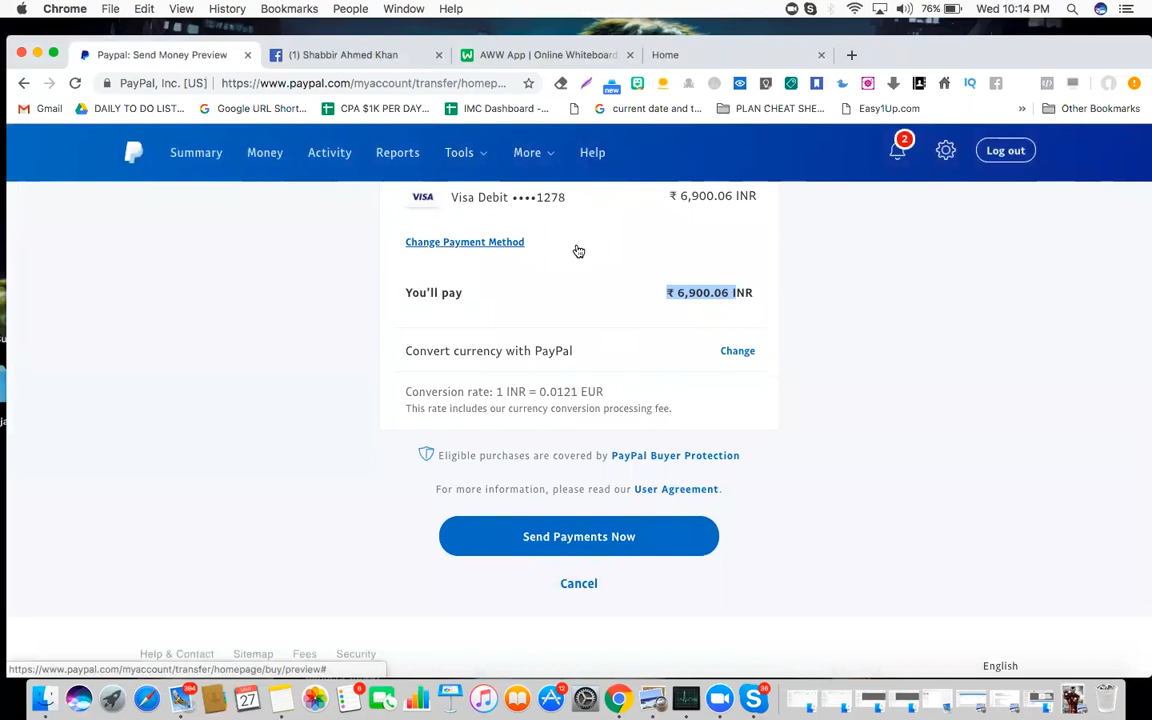 Chrome File Edit View History Bookmarks People Window Help 76% Wed 10:14 PM
Paypal: Send Money Preview (1) Shabbir Ahmed Khan AWW App | Online Whiteboard Home
PayPal, Inc. [US] https://www.paypal.com/myaccount/transfer/homep... new IQ
Gmail DAILY TO DO LIST... Google URL Short... CPA $1K PER DAY... IMC Dashboard -... current date and t... PLAN CHEAT SHE... Easy1Up.com » Other Bookmarks
Summary Money Activity Reports Tools More Help 2 Log out
VISA Visa Debit ••••1278 ₹ 6,900.06 INR
Change Payment Method
You'll pay ₹ 6,900.06 INR
Convert currency with PayPal Change
Conversion rate: 1 INR = 0.0121 EUR
This rate includes our currency conversion processing fee.
Eligible purchases are covered by PayPal Buyer Protection
For more information, please read our User Agreement.
Send Payments Now
Cancel
Help & Contact Sitemap Fees Security
English
https://www.paypal.com/myaccount/transfer/homepage/buy/preview#
394 27 6 12 36